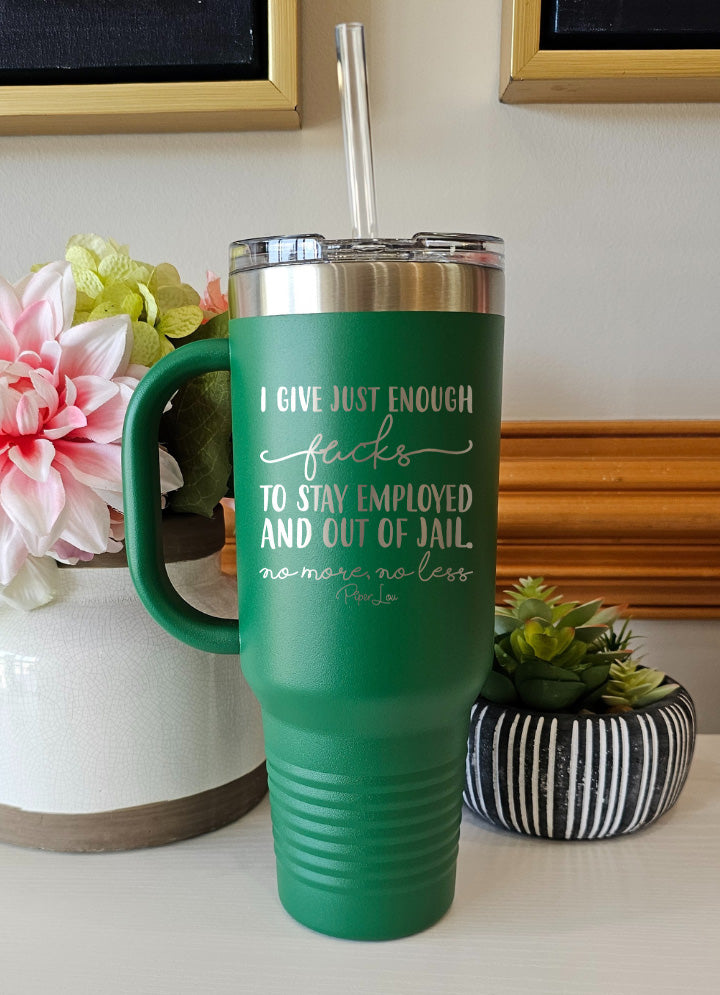 I GIVE JUST ENOUGH
fucks
TO STAY EMPLOYED
AND OUT OF JAIL.
no more, no less
Piper Lou